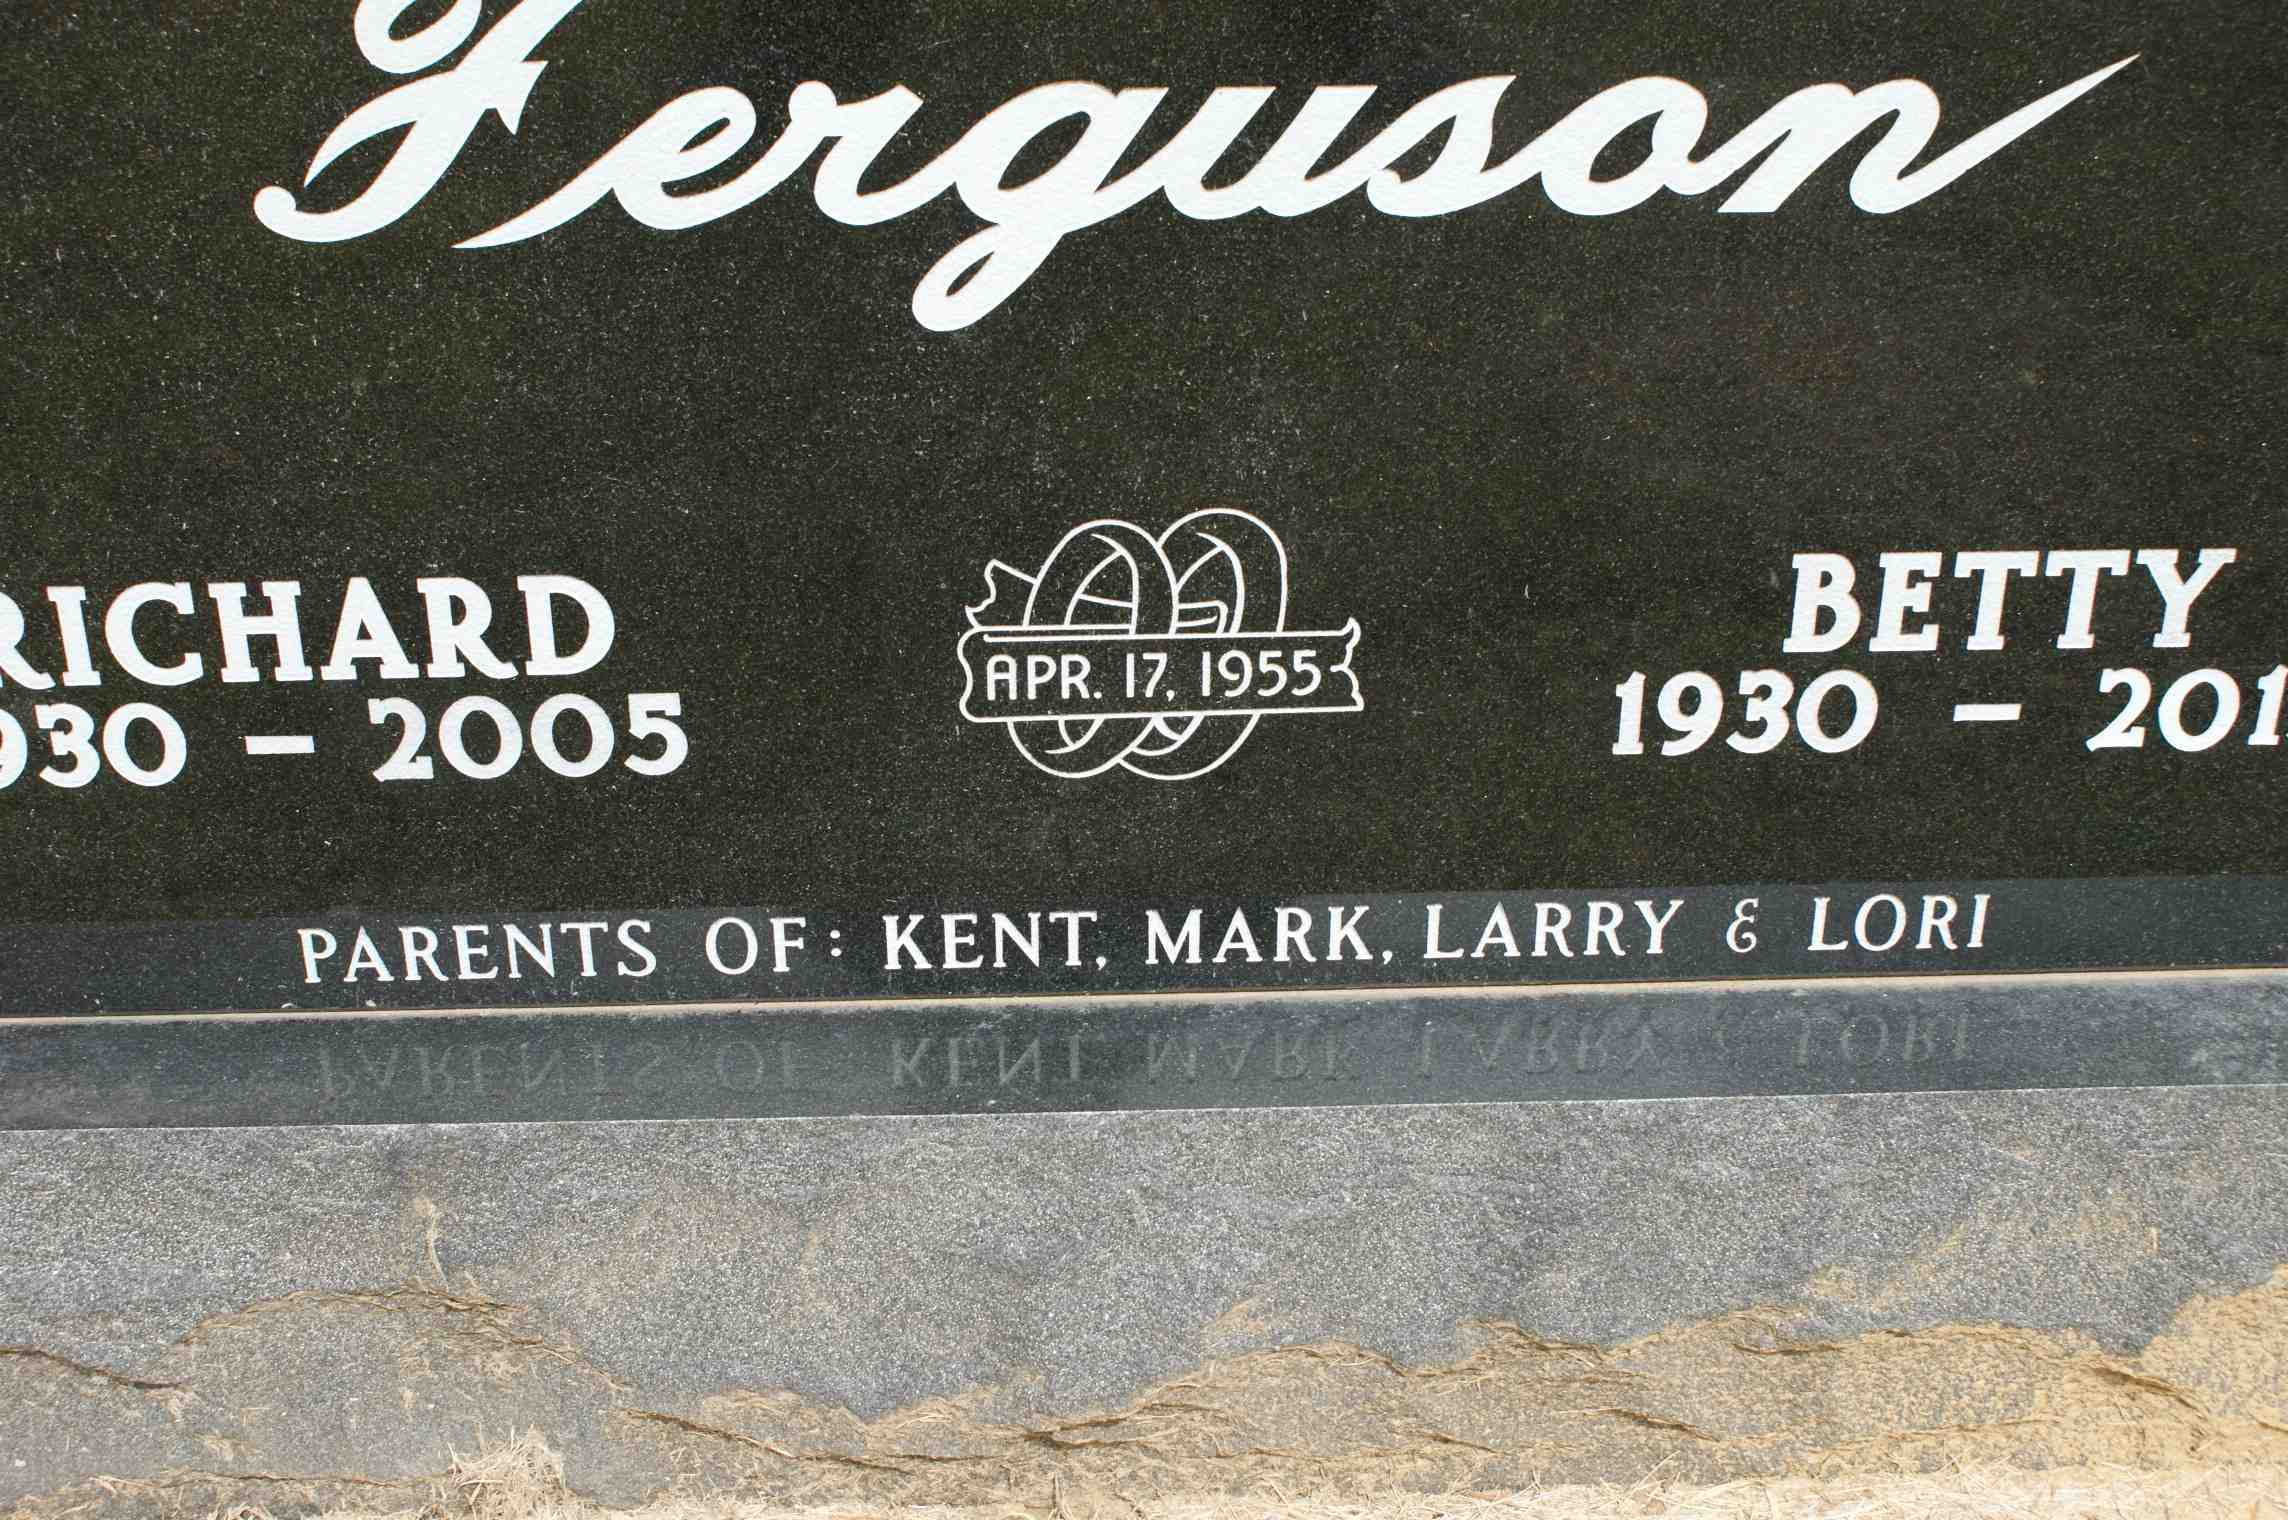 Ferguson
RICHARD
930 – 2005
APR. 17, 1955
BETTY
1930 – 201
PARENTS OF: KENT, MARK, LARRY & LORI